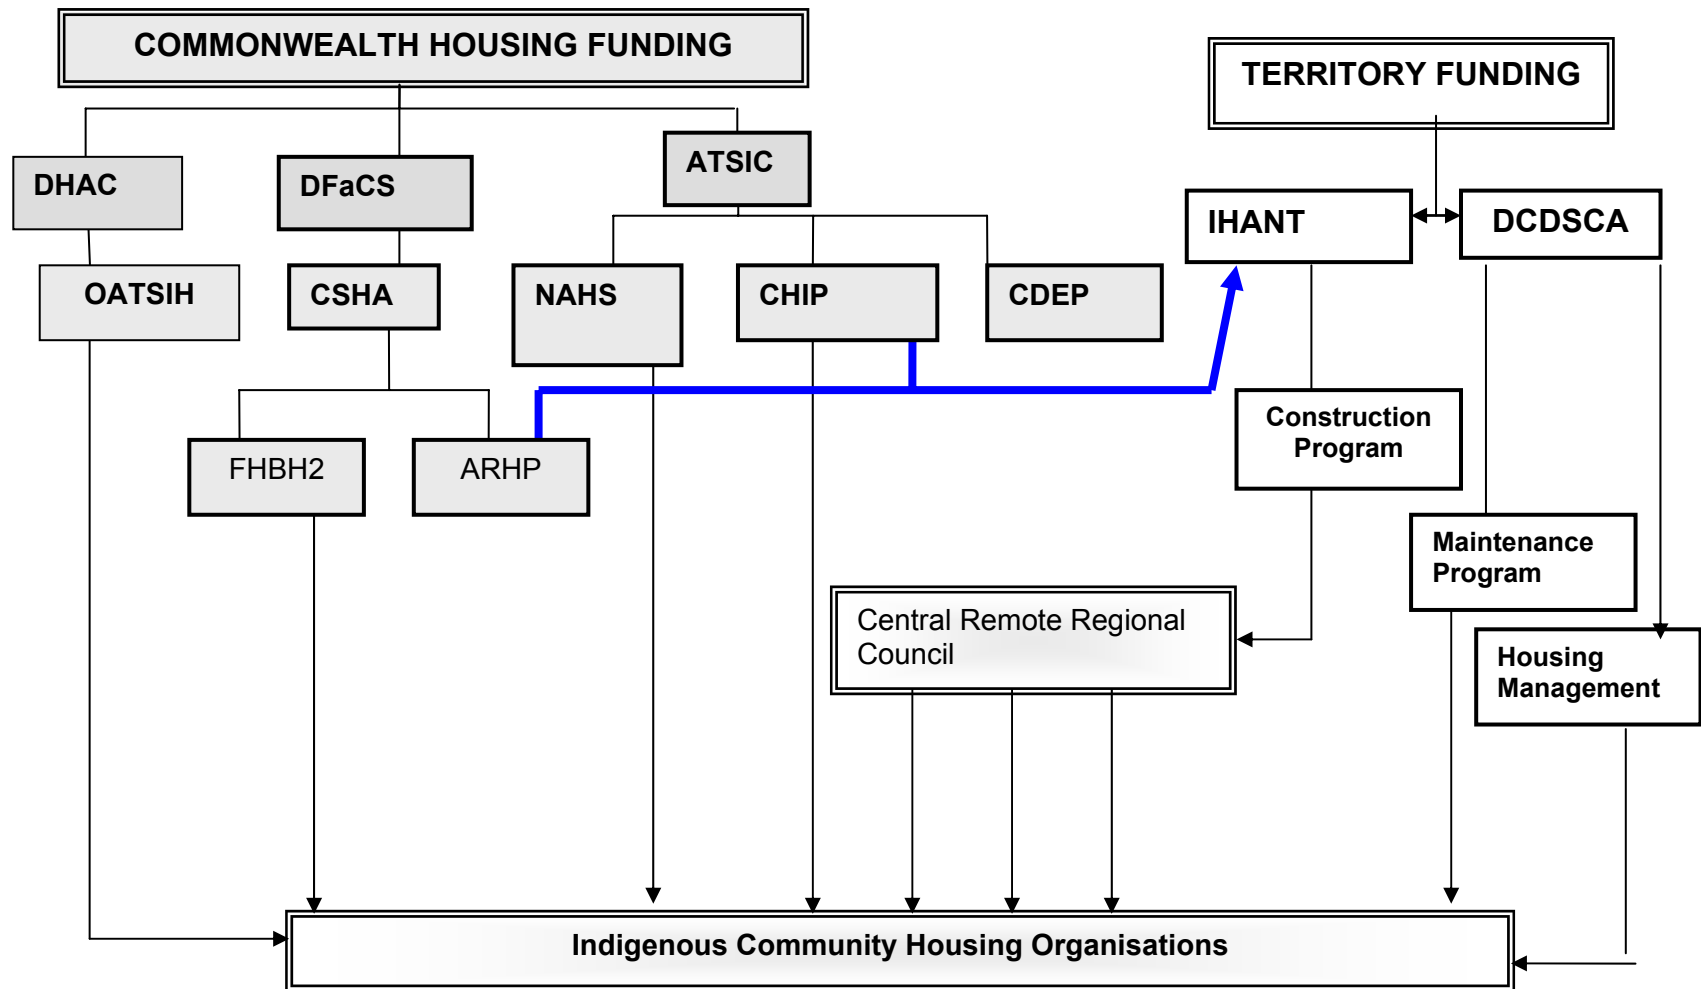 COMMONWEALTH HOUSING FUNDING
TERRITORY FUNDING
DHAC
DFaCS
ATSIC
IHANT
DCDSCA
OATSIH
CSHA
NAHS
CHIP
CDEP
Construction
Program
FHBH2
ARHP
Maintenance
Program
Central Remote Regional
Council
Housing
Management
Indigenous Community Housing Organisations